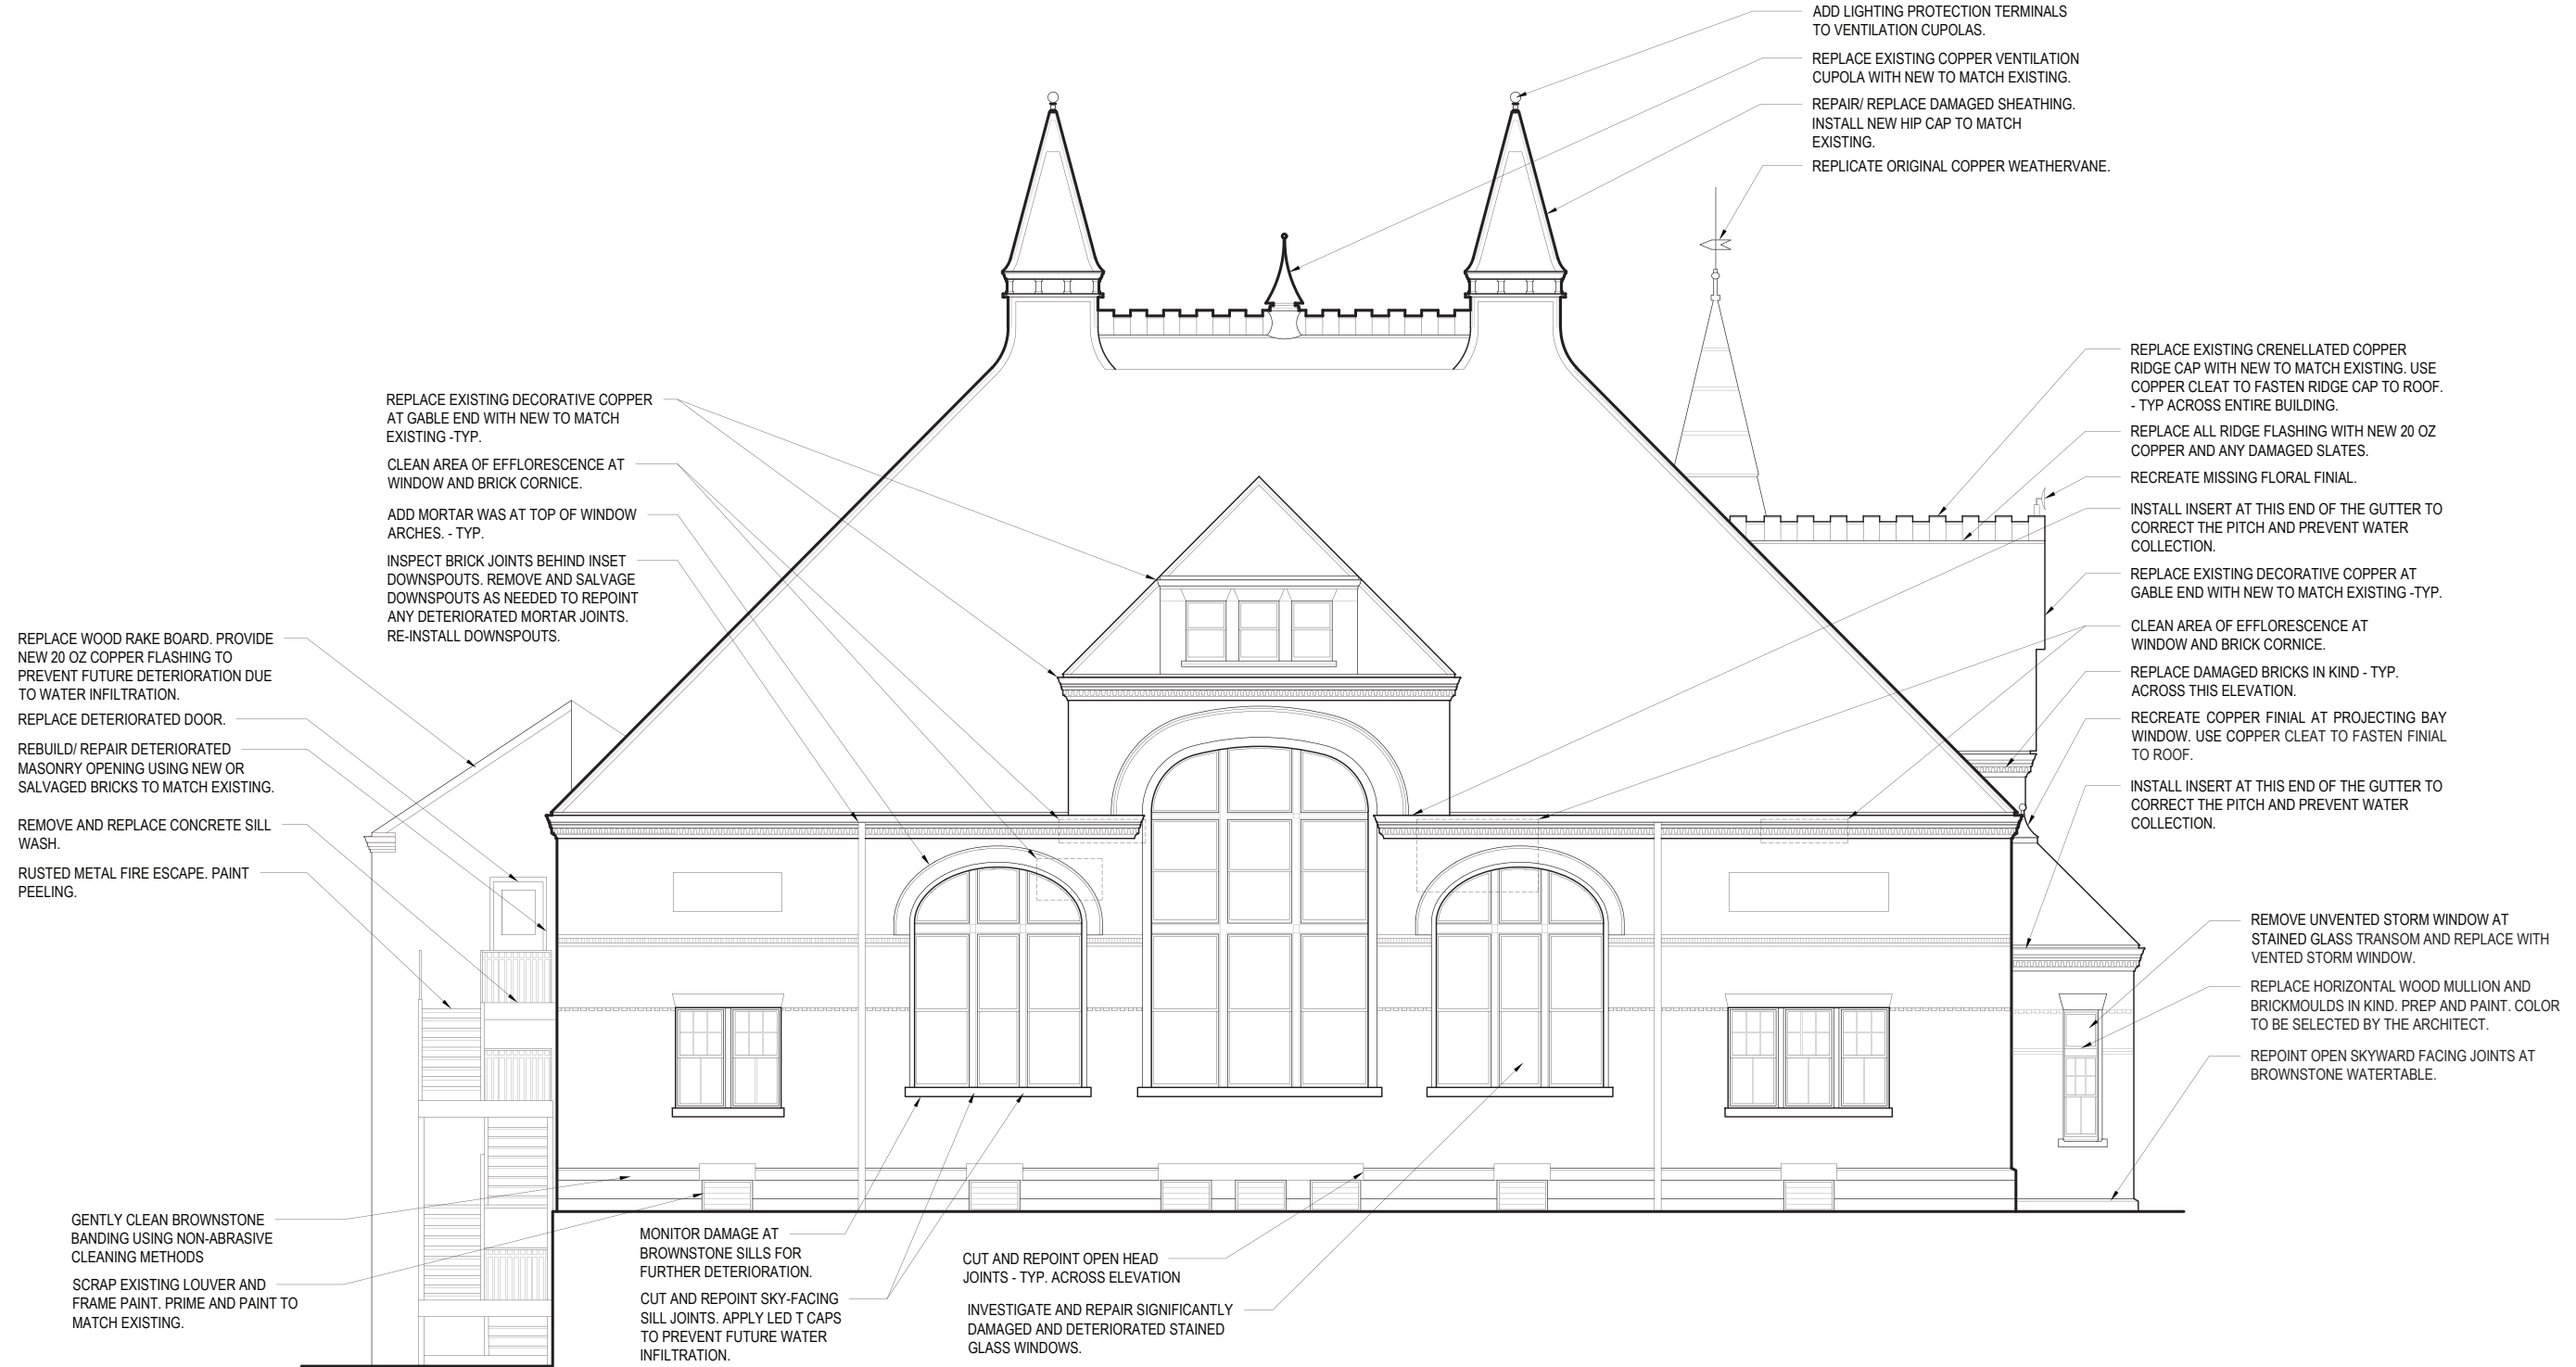 ADD LIGHTING PROTECTION TERMINALS
TO VENTILATION CUPOLAS.
REPLACE EXISTING COPPER VENTILATION
CUPOLA WITH NEW TO MATCH EXISTING.
REPAIR/ REPLACE DAMAGED SHEATHING.
INSTALL NEW HIP CAP TO MATCH
EXISTING.
REPLICATE ORIGINAL COPPER WEATHERVANE.
REPLACE EXISTING DECORATIVE COPPER
AT GABLE END WITH NEW TO MATCH
EXISTING -TYP.
CLEAN AREA OF EFFLORESCENCE AT
WINDOW AND BRICK CORNICE.
ADD MORTAR WAS AT TOP OF WINDOW
ARCHES. - TYP.
INSPECT BRICK JOINTS BEHIND INSET
DOWNSPOUTS. REMOVE AND SALVAGE
DOWNSPOUTS AS NEEDED TO REPOINT
ANY DETERIORATED MORTAR JOINTS.
RE-INSTALL DOWNSPOUTS.
REPLACE WOOD RAKE BOARD. PROVIDE
NEW 20 OZ COPPER FLASHING TO
PREVENT FUTURE DETERIORATION DUE
TO WATER INFILTRATION.
REPLACE DETERIORATED DOOR.
REBUILD/ REPAIR DETERIORATED
MASONRY OPENING USING NEW OR
SALVAGED BRICKS TO MATCH EXISTING.
REMOVE AND REPLACE CONCRETE SILL
WASH.
RUSTED METAL FIRE ESCAPE. PAINT
PEELING.
GENTLY CLEAN BROWNSTONE
BANDING USING NON-ABRASIVE
CLEANING METHODS
SCRAP EXISTING LOUVER AND
FRAME PAINT. PRIME AND PAINT TO
MATCH EXISTING.
MONITOR DAMAGE AT
BROWNSTONE SILLS FOR
FURTHER DETERIORATION.
CUT AND REPOINT SKY-FACING
SILL JOINTS. APPLY LED T CAPS
TO PREVENT FUTURE WATER
INFILTRATION.
CUT AND REPOINT OPEN HEAD
JOINTS - TYP. ACROSS ELEVATION
INVESTIGATE AND REPAIR SIGNIFICANTLY
DAMAGED AND DETERIORATED STAINED
GLASS WINDOWS.
REPLACE EXISTING CRENELLATED COPPER
RIDGE CAP WITH NEW TO MATCH EXISTING. USE
COPPER CLEAT TO FASTEN RIDGE CAP TO ROOF.
- TYP ACROSS ENTIRE BUILDING.
REPLACE ALL RIDGE FLASHING WITH NEW 20 OZ
COPPER AND ANY DAMAGED SLATES.
RECREATE MISSING FLORAL FINIAL.
INSTALL INSERT AT THIS END OF THE GUTTER TO
CORRECT THE PITCH AND PREVENT WATER
COLLECTION.
REPLACE EXISTING DECORATIVE COPPER AT
GABLE END WITH NEW TO MATCH EXISTING -TYP.
CLEAN AREA OF EFFLORESCENCE AT
WINDOW AND BRICK CORNICE.
REPLACE DAMAGED BRICKS IN KIND - TYP.
ACROSS THIS ELEVATION.
RECREATE COPPER FINIAL AT PROJECTING BAY
WINDOW. USE COPPER CLEAT TO FASTEN FINIAL
TO ROOF.
INSTALL INSERT AT THIS END OF THE GUTTER TO
CORRECT THE PITCH AND PREVENT WATER
COLLECTION.
REMOVE UNVENTED STORM WINDOW AT
STAINED GLASS TRANSOM AND REPLACE WITH
VENTED STORM WINDOW.
REPLACE HORIZONTAL WOOD MULLION AND
BRICKMOULDS IN KIND. PREP AND PAINT. COLOR
TO BE SELECTED BY THE ARCHITECT.
REPOINT OPEN SKYWARD FACING JOINTS AT
BROWNSTONE WATERTABLE.